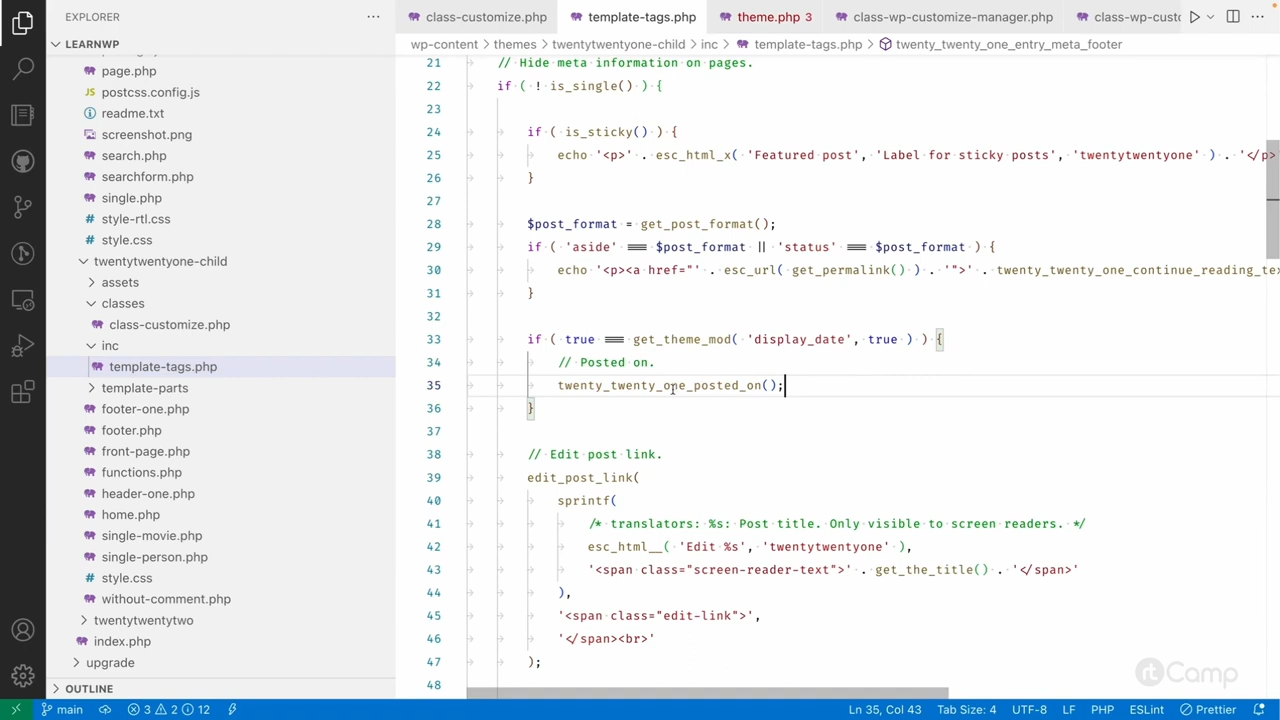 EXPLORER
LEARNWP
page.php
JS postcss.config.js
readme.txt
screenshot.png
search.php
searchform.php
single.php
# style-rtl.css
# style.css
twentytwentyone-child
assets
classes
class-customize.php
inc
template-tags.php
template-parts
footer-one.php
footer.php
front-page.php
functions.php
header-one.php
home.php
single-movie.php
single-person.php
# style.css
without-comment.php
twentytwentytwo
index.php
upgrade
OUTLINE
class-customize.php template-tags.php theme.php 3 class-wp-customize-manager.php class-wp-custo
wp-content > themes > twentytwentyone-child > inc > template-tags.php > twenty_twenty_one_entry_meta_footer
21 // Hide meta information on pages.
22 if ( ! is_single() ) {
23
24 if ( is_sticky() ) {
25 echo '<p>' . esc_html_x( 'Featured post', 'Label for sticky posts', 'twentytwentyone' ) . '</p>
26 }
27
28 $post_format = get_post_format();
29 if ( 'aside' === $post_format || 'status' === $post_format ) {
30 echo '<p><a href="' . esc_url( get_permalink() ) . '">' . twenty_twenty_one_continue_reading_te
31 }
32
33 if ( true === get_theme_mod( 'display_date', true ) ) {
34 // Posted on.
35 twenty_twenty_one_posted_on();
36 }
37
38 // Edit post link.
39 edit_post_link(
40 sprintf(
41 /* translators: %s: Post title. Only visible to screen readers. */
42 esc_html__( 'Edit %s', 'twentytwentyone' ),
43 '<span class="screen-reader-text">' . get_the_title() . '</span>'
44 ),
45 '<span class="edit-link">',
46 '</span><br>'
47 );
48
rtCamp
main 3 2 12 Ln 35, Col 43 Tab Size: 4 UTF-8 LF PHP ESLint Prettier